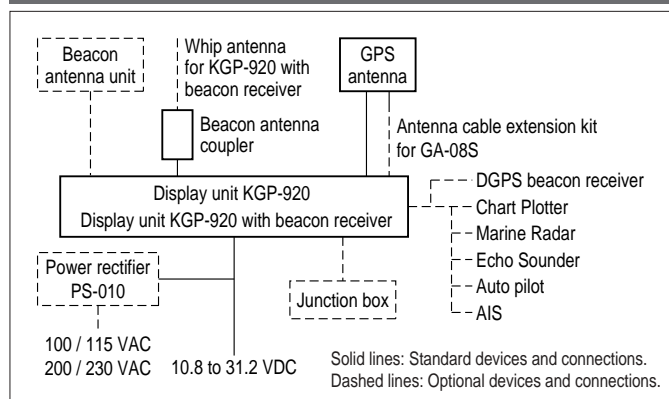 Beacon
antenna unit
Whip antenna
for KGP-920 with
beacon receiver
GPS
antenna
Beacon antenna
coupler
Antenna cable extension kit
for GA-08S
Display unit KGP-920
Display unit KGP-920 with beacon receiver
DGPS beacon receiver
Chart Plotter
Marine Radar
Echo Sounder
Auto pilot
AIS
Power rectifier
PS-010
Junction box
100 / 115 VAC
200 / 230 VAC
10.8 to 31.2 VDC
Solid lines: Standard devices and connections.
Dashed lines: Optional devices and connections.